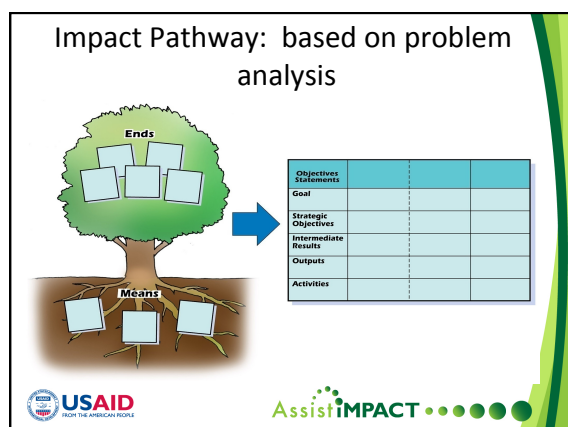 Impact Pathway:  based on problem
analysis
Ends
Means
Objectives
Statements
Goal
Strategic
Objectives
Intermediate
Results
Outputs
Activities
USAID
FROM THE AMERICAN PEOPLE
AssistIMPACT